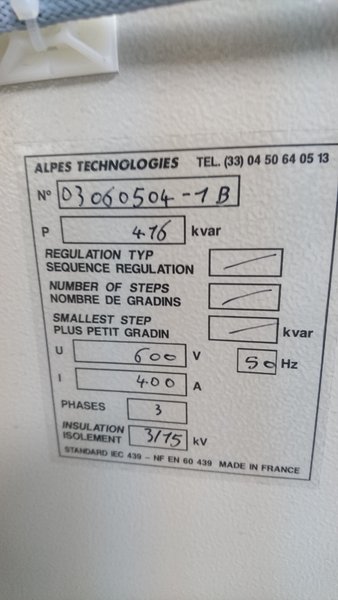 ALPES TECHNOLOGIES TEL. (33) 04 50 64 05 13
N° 03060504-1B
P 416 kvar
REGULATION TYP
SEQUENCE REGULATION
NUMBER OF STEPS
NOMBRE DE GRADINS
SMALLEST STEP
PLUS PETIT GRADIN kvar
U 600 V 50 Hz
I 400 A
PHASES 3
INSULATION
ISOLEMENT 3/15 kV
STANDARD IEC 439 - NF EN 60 439 MADE IN FRANCE